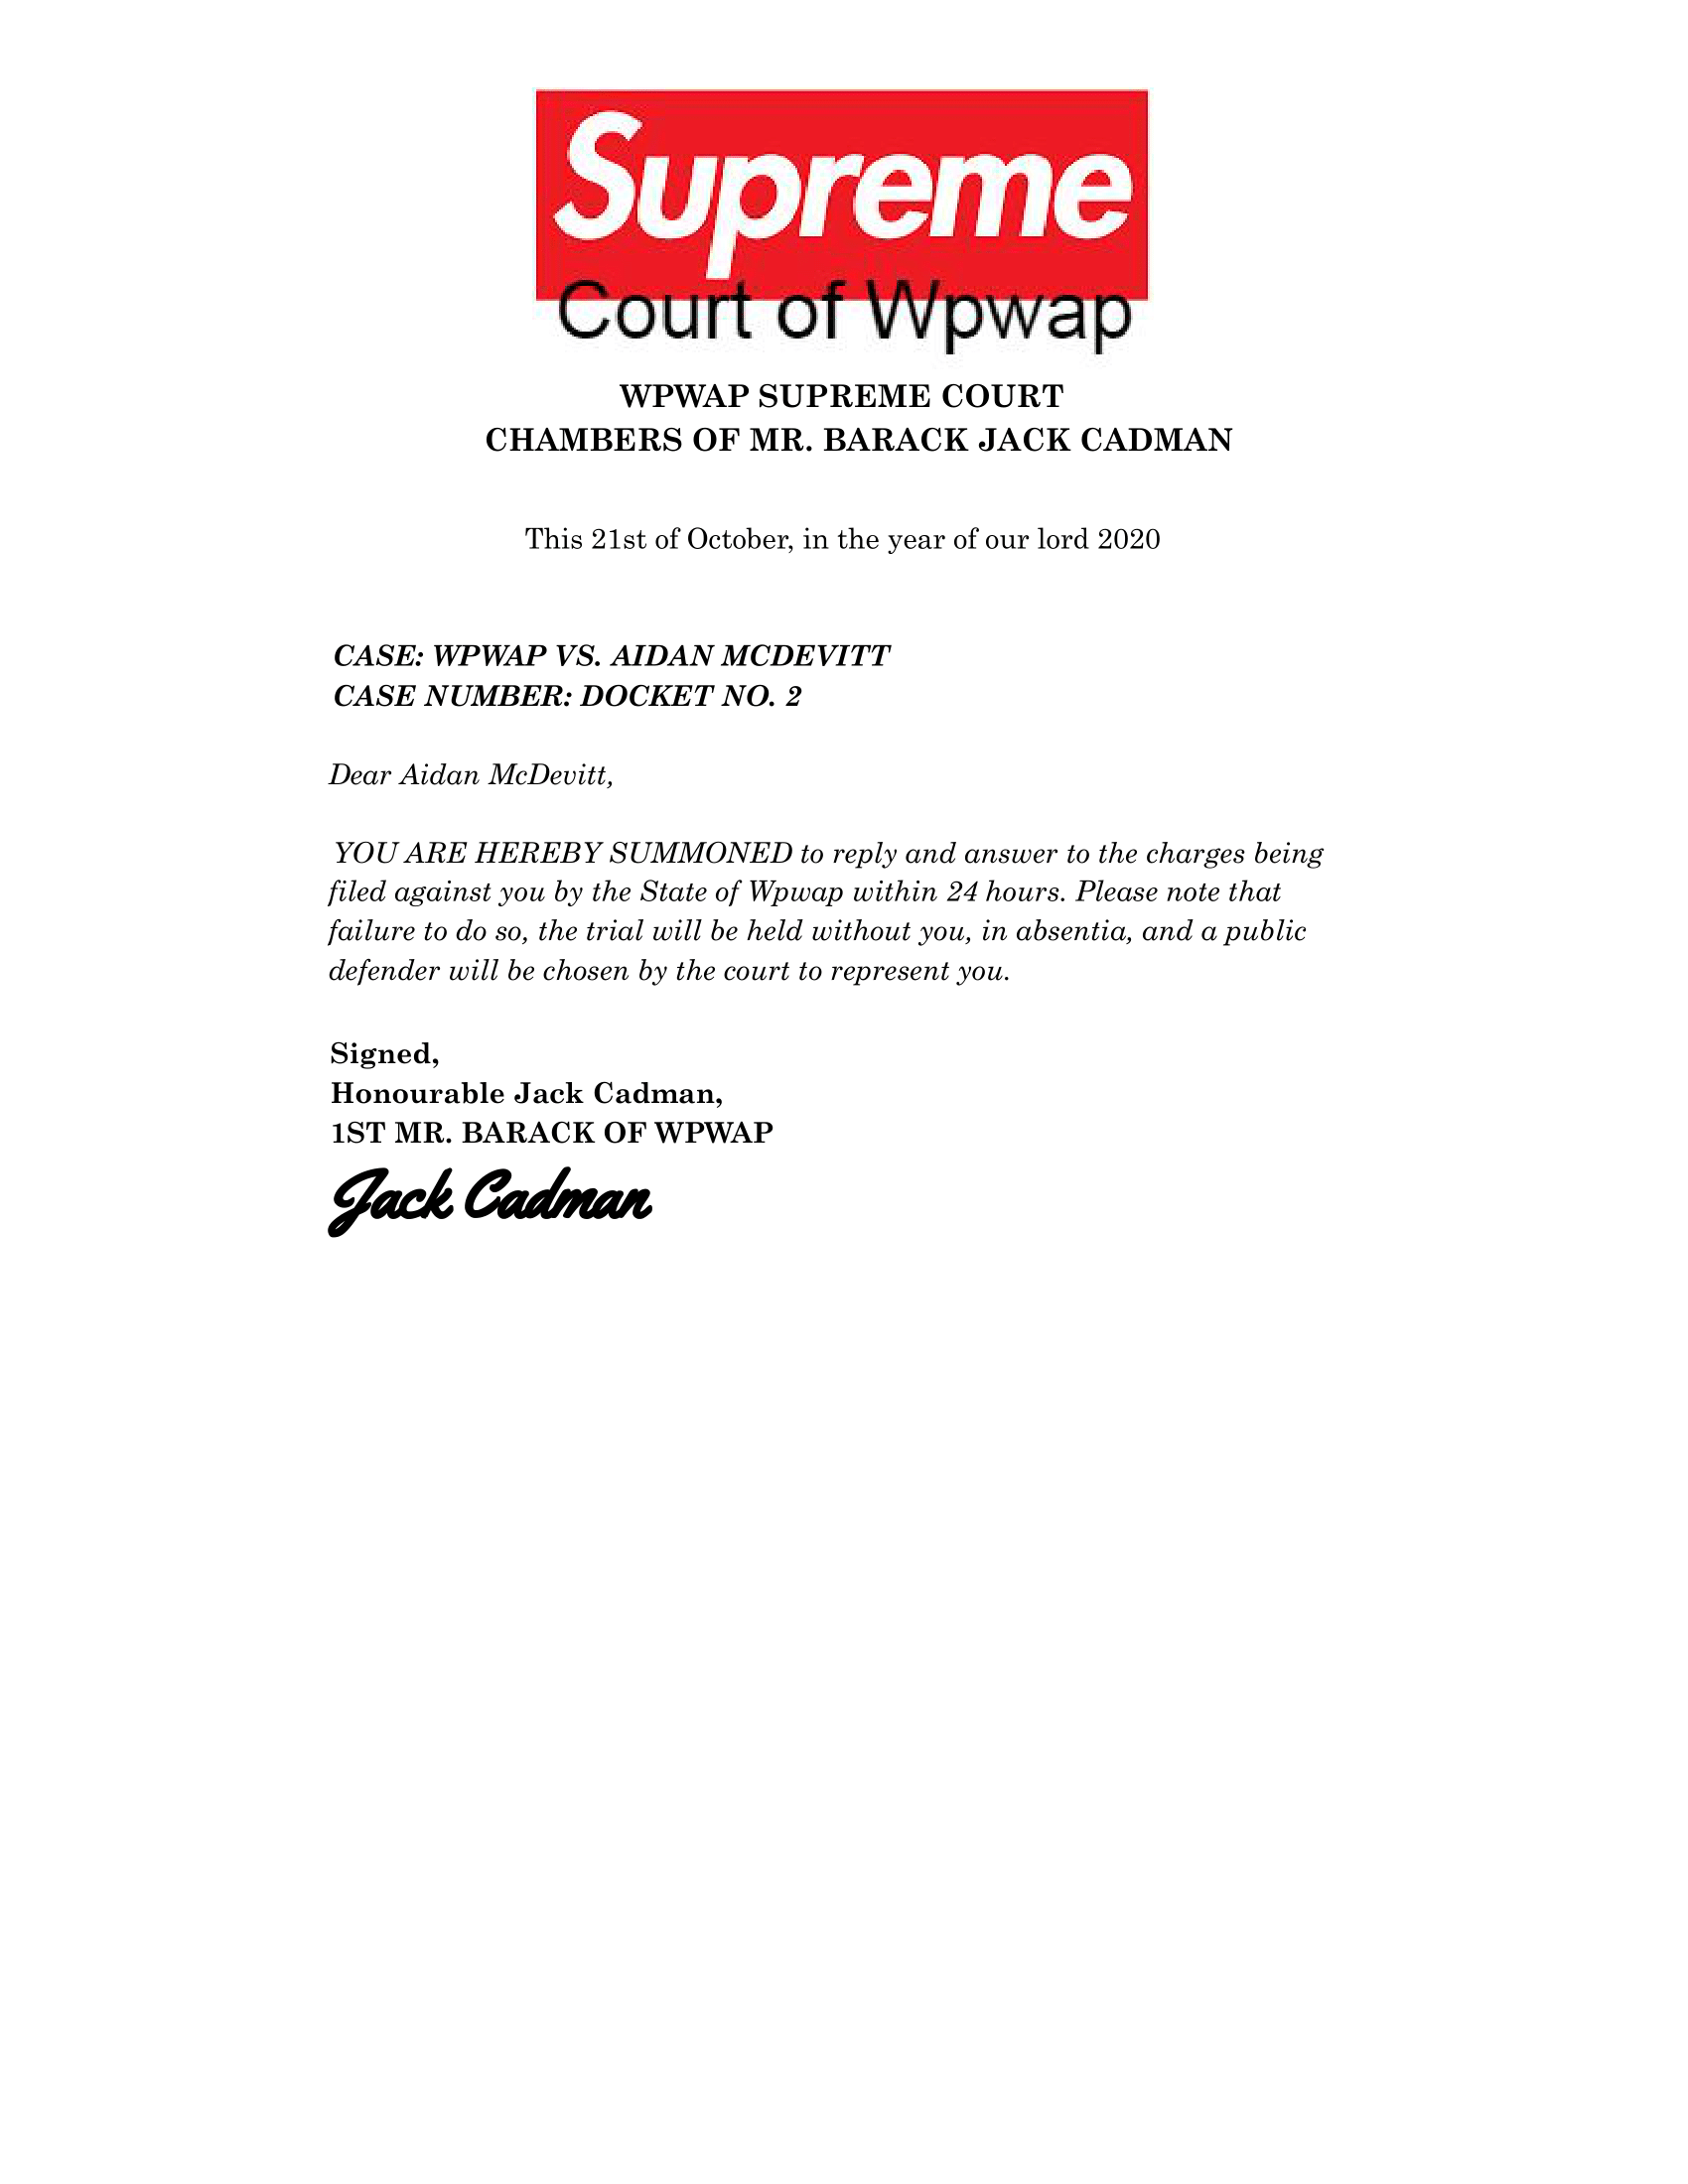 Supreme
Court of Wpwap
WPWAP SUPREME COURT
CHAMBERS OF MR. BARACK JACK CADMAN
This 21st of October, in the year of our lord 2020
CASE: WPWAP VS. AIDAN MCDEVITT
CASE NUMBER: DOCKET NO. 2
Dear Aidan McDevitt,
YOU ARE HEREBY SUMMONED to reply and answer to the charges being
filed against you by the State of Wpwap within 24 hours. Please note that
failure to do so, the trial will be held without you, in absentia, and a public
defender will be chosen by the court to represent you.
Signed,
Honourable Jack Cadman,
1ST MR. BARACK OF WPWAP
Jack Cadman